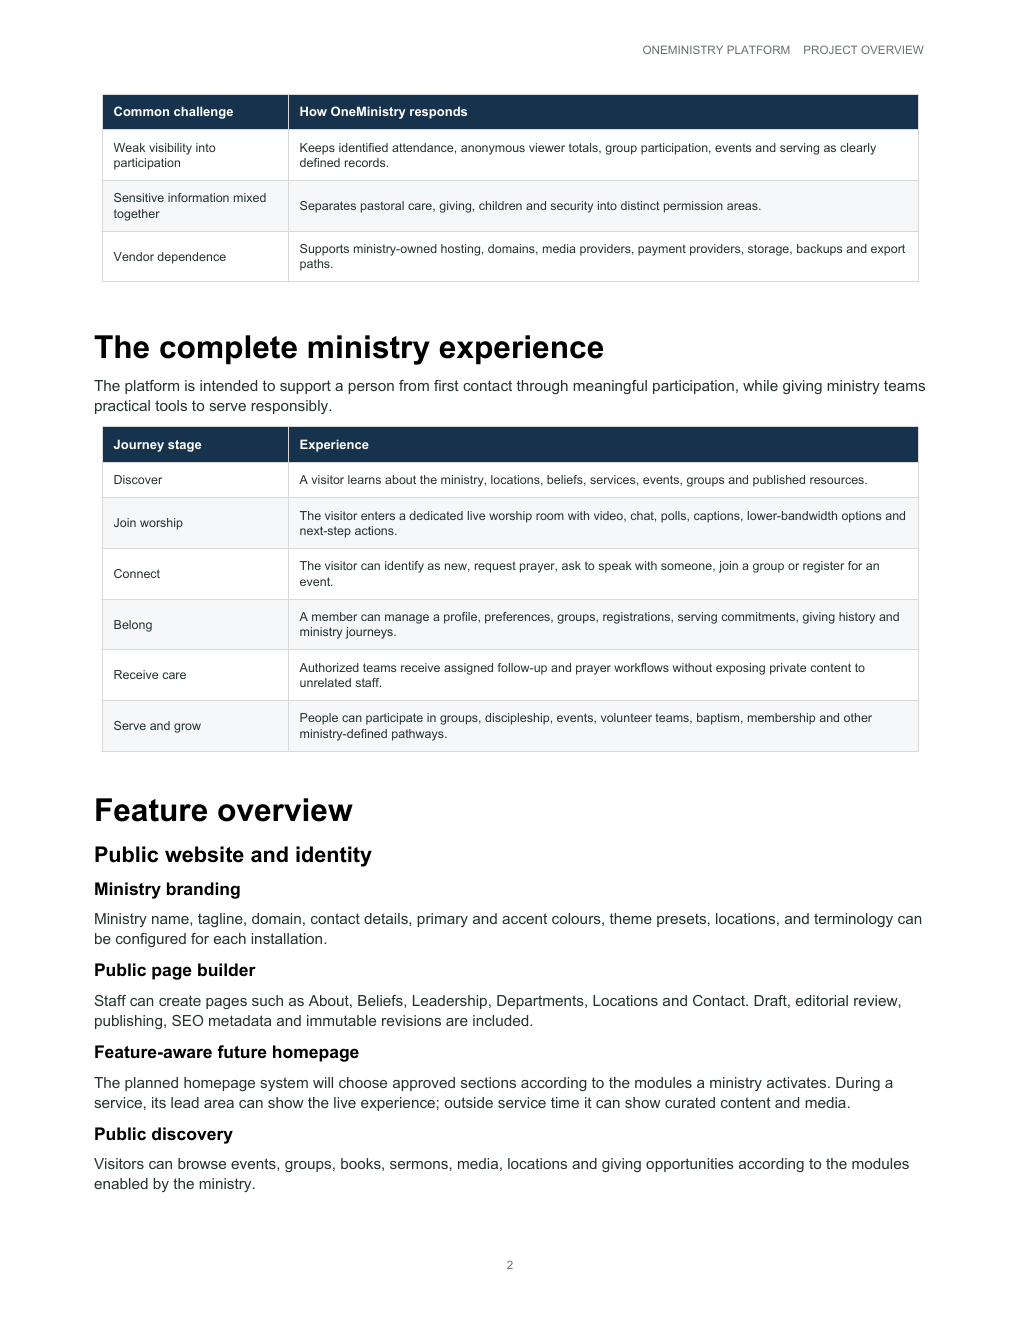 ONEMINISTRY PLATFORM    PROJECT OVERVIEW
Common challenge
How OneMinistry responds
Weak visibility into
participation
Keeps identified attendance, anonymous viewer totals, group participation, events and serving as clearly
defined records.
Sensitive information mixed
together
Separates pastoral care, giving, children and security into distinct permission areas.
Vendor dependence
Supports ministry-owned hosting, domains, media providers, payment providers, storage, backups and export
paths.
The complete ministry experience
The platform is intended to support a person from first contact through meaningful participation, while giving ministry teams
practical tools to serve responsibly.
Journey stage
Experience
Discover
A visitor learns about the ministry, locations, beliefs, services, events, groups and published resources.
Join worship
The visitor enters a dedicated live worship room with video, chat, polls, captions, lower-bandwidth options and
next-step actions.
Connect
The visitor can identify as new, request prayer, ask to speak with someone, join a group or register for an
event.
Belong
A member can manage a profile, preferences, groups, registrations, serving commitments, giving history and
ministry journeys.
Receive care
Authorized teams receive assigned follow-up and prayer workflows without exposing private content to
unrelated staff.
Serve and grow
People can participate in groups, discipleship, events, volunteer teams, baptism, membership and other
ministry-defined pathways.
Feature overview
Public website and identity
Ministry branding
Ministry name, tagline, domain, contact details, primary and accent colours, theme presets, locations, and terminology can
be configured for each installation.
Public page builder
Staff can create pages such as About, Beliefs, Leadership, Departments, Locations and Contact. Draft, editorial review,
publishing, SEO metadata and immutable revisions are included.
Feature-aware future homepage
The planned homepage system will choose approved sections according to the modules a ministry activates. During a
service, its lead area can show the live experience; outside service time it can show curated content and media.
Public discovery
Visitors can browse events, groups, books, sermons, media, locations and giving opportunities according to the modules
enabled by the ministry.
2